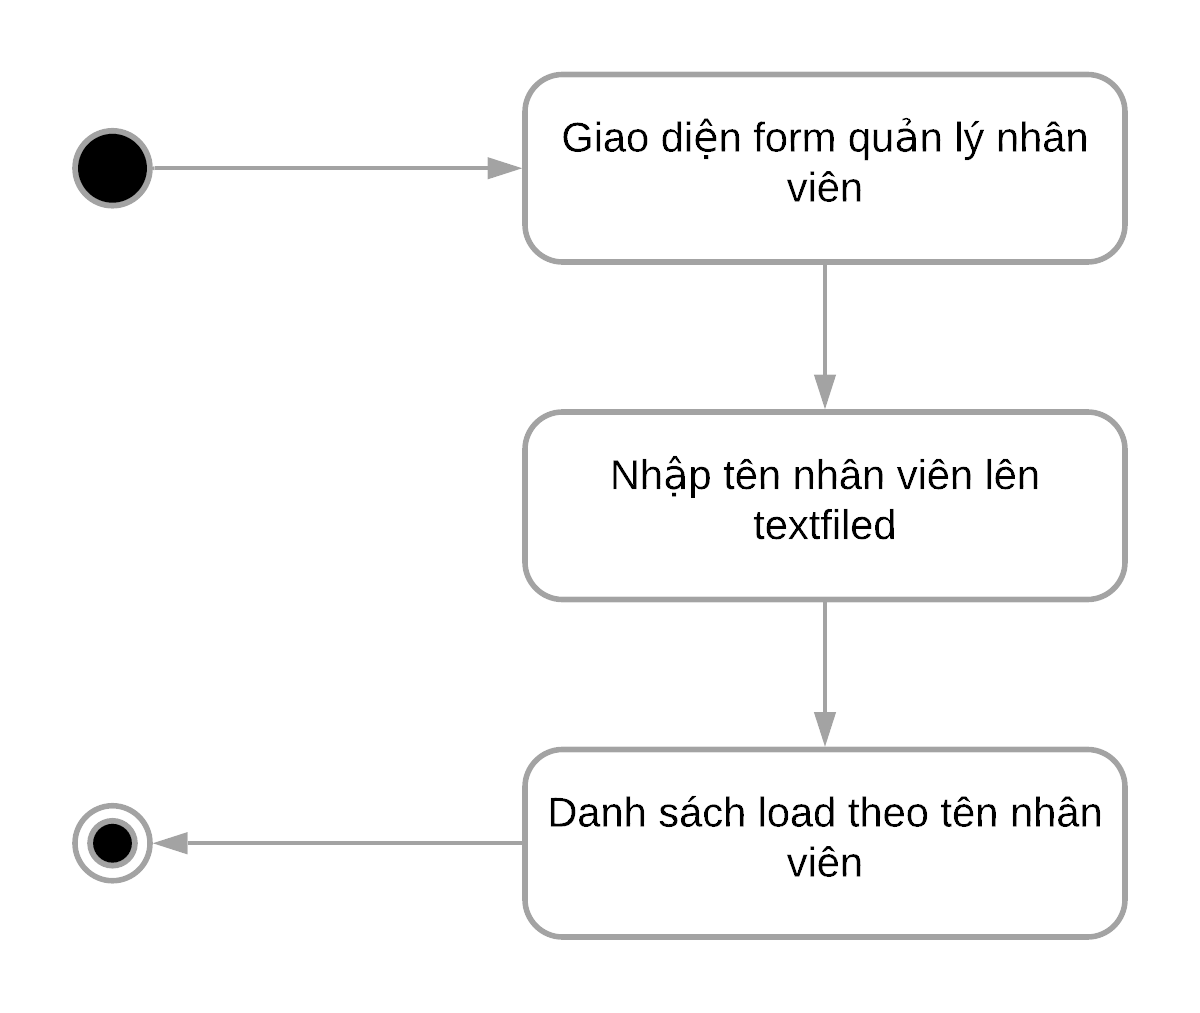 Giao diện form quản lý nhân
viên
Nhập tên nhân viên lên
textfiled
Danh sách load theo tên nhân
viên